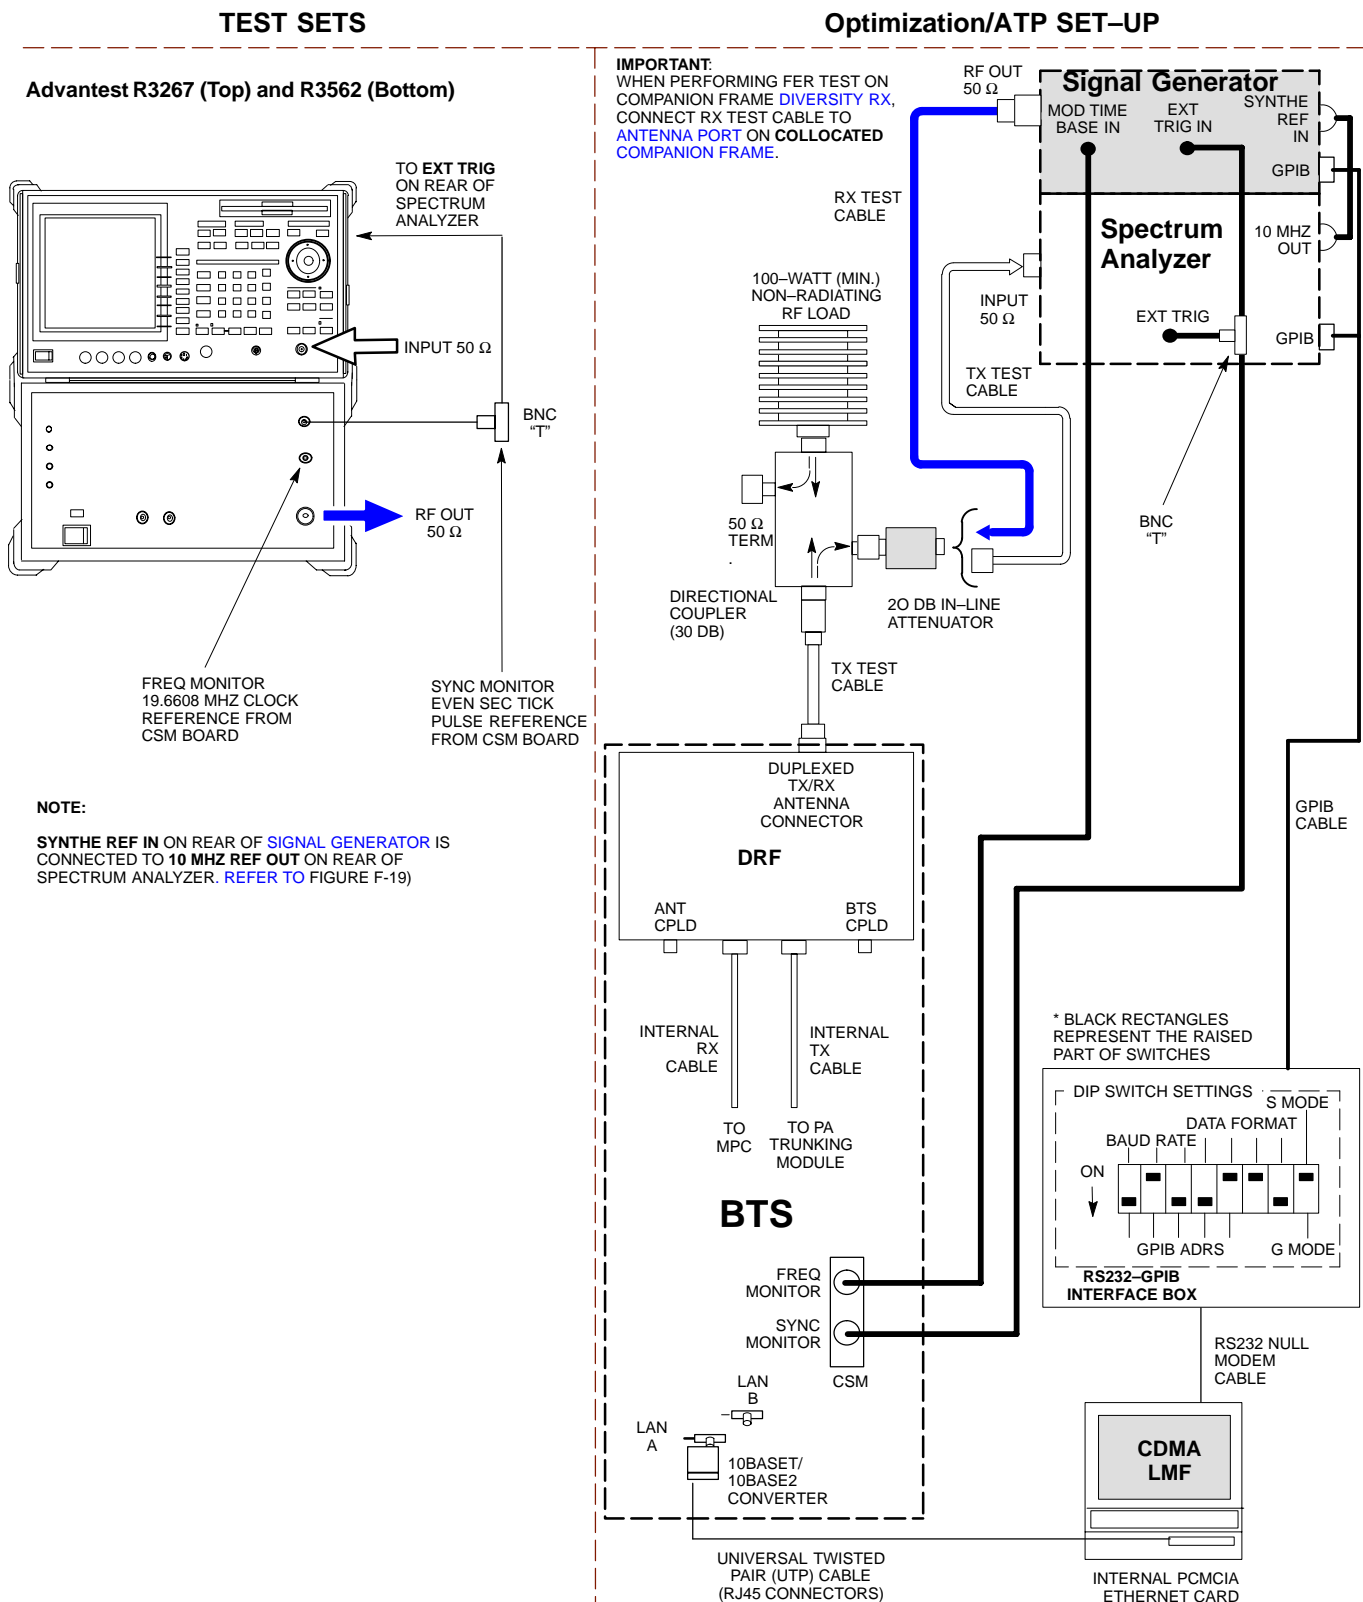 TEST SETS
Optimization/ATP SET–UP
Advantest R3267 (Top) and R3562 (Bottom)
TO EXT TRIG
ON REAR OF
SPECTRUM
ANALYZER
INPUT 50 Ω
BNC
“T”
RF OUT
50 Ω
FREQ MONITOR
19.6608 MHZ CLOCK
REFERENCE FROM
CSM BOARD
SYNC MONITOR
EVEN SEC TICK
PULSE REFERENCE
FROM CSM BOARD
NOTE:
SYNTHE REF IN ON REAR OF SIGNAL GENERATOR IS
CONNECTED TO 10 MHZ REF OUT ON REAR OF
SPECTRUM ANALYZER. REFER TO FIGURE F-19)
IMPORTANT:
WHEN PERFORMING FER TEST ON
COMPANION FRAME DIVERSITY RX,
CONNECT RX TEST CABLE TO
ANTENNA PORT ON COLLOCATED
COMPANION FRAME.
RF OUT
50 Ω
Signal Generator
MOD TIME
BASE IN
EXT
TRIG IN
SYNTHE
REF
IN
GPIB
RX TEST
CABLE
Spectrum
Analyzer
10 MHZ
OUT
100–WATT (MIN.)
NON–RADIATING
RF LOAD
INPUT
50 Ω
EXT TRIG
GPIB
TX TEST
CABLE
50 Ω
TERM
.
BNC
“T”
DIRECTIONAL
COUPLER
(30 DB)
2O DB IN–LINE
ATTENUATOR
TX TEST
CABLE
DUPLEXED
TX/RX
ANTENNA
CONNECTOR
DRF
ANT
CPLD
BTS
CPLD
GPIB
CABLE
INTERNAL
RX
CABLE
INTERNAL
TX
CABLE
TO
MPC
TO PA
TRUNKING
MODULE
BTS
* BLACK RECTANGLES
REPRESENT THE RAISED
PART OF SWITCHES
DIP SWITCH SETTINGS
S MODE
DATA FORMAT
BAUD RATE
ON
GPIB ADRS
G MODE
RS232–GPIB
INTERFACE BOX
FREQ
MONITOR
SYNC
MONITOR
CSM
RS232 NULL
MODEM
CABLE
LAN
B
LAN
A
10BASET/
10BASE2
CONVERTER
CDMA
LMF
UNIVERSAL TWISTED
PAIR (UTP) CABLE
(RJ45 CONNECTORS)
INTERNAL PCMCIA
ETHERNET CARD